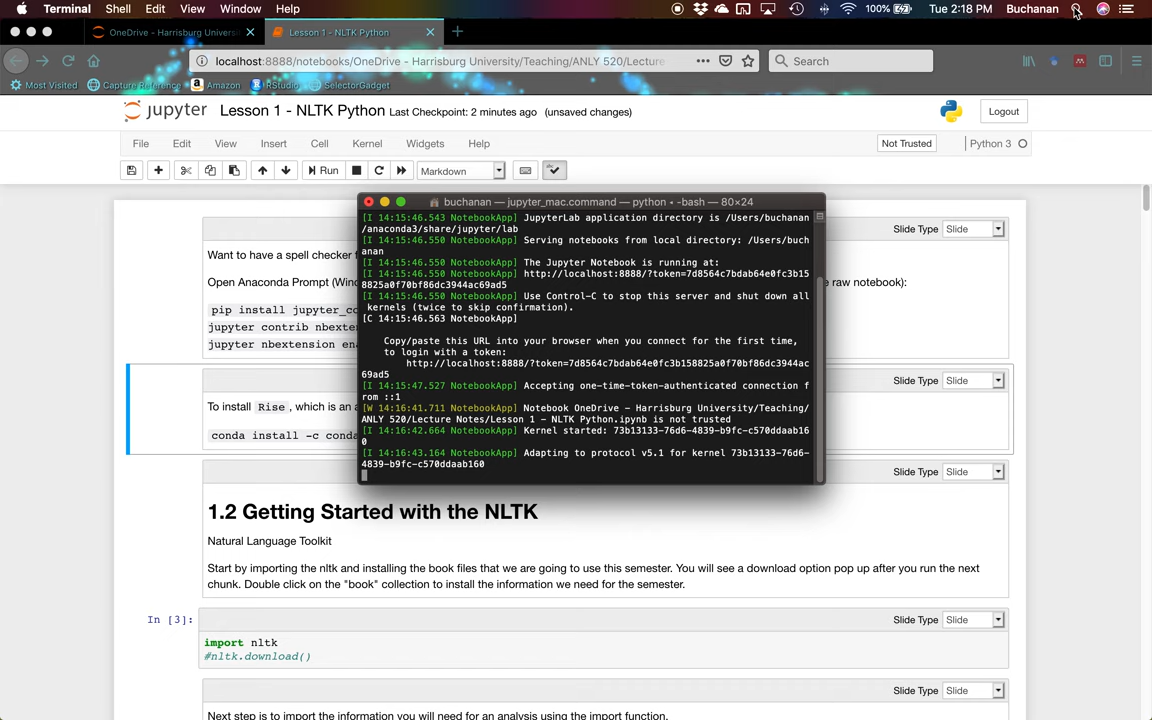 Terminal Shell Edit View Window Help 100% Tue 2:18 PM Buchanan
OneDrive - Harrisburg Universi Lesson 1 - NLTK Python
localhost:8888/notebooks/OneDrive - Harrisburg University/Teaching/ANLY 520/Lecture Search
Most Visited Capture Reference Amazon RStudio SelectorGadget
jupyter Lesson 1 - NLTK Python Last Checkpoint: 2 minutes ago (unsaved changes) Logout
File Edit View Insert Cell Kernel Widgets Help Not Trusted Python 3
Run Markdown
buchanan — jupyter_mac.command — python • -bash — 80×24
[I 14:15:46.543 NotebookApp] JupyterLab application directory is /Users/buchanan
/anaconda3/share/jupyter/lab
[I 14:15:46.550 NotebookApp] Serving notebooks from local directory: /Users/buch
anan
[I 14:15:46.550 NotebookApp] The Jupyter Notebook is running at:
[I 14:15:46.550 NotebookApp] http://localhost:8888/?token=7d8564c7bdab64e0fc3b15
8825a0f70bf86dc3944ac69ad5
[I 14:15:46.550 NotebookApp] Use Control-C to stop this server and shut down all
kernels (twice to skip confirmation).
[C 14:15:46.563 NotebookApp]
Copy/paste this URL into your browser when you connect for the first time,
to login with a token:
http://localhost:8888/?token=7d8564c7bdab64e0fc3b158825a0f70bf86dc3944ac
69ad5
[I 14:15:47.527 NotebookApp] Accepting one-time-token-authenticated connection f
rom ::1
[W 14:16:41.711 NotebookApp] Notebook OneDrive - Harrisburg University/Teaching/
ANLY 520/Lecture Notes/Lesson 1 - NLTK Python.ipynb is not trusted
[I 14:16:42.664 NotebookApp] Kernel started: 73b13133-76d6-4839-b9fc-c570ddaab16
0
[I 14:16:43.164 NotebookApp] Adapting to protocol v5.1 for kernel 73b13133-76d6-
4839-b9fc-c570ddaab160
Slide Type Slide
Want to have a spell checker
Open Anaconda Prompt (Win e raw notebook):
pip install jupyter_co
jupyter contrib nbexte
jupyter nbextension en
Slide Type Slide
To install Rise, which is an a
conda install -c conda
Slide Type Slide
1.2 Getting Started with the NLTK
Natural Language Toolkit
Start by importing the nltk and installing the book files that we are going to use this semester. You will see a download option pop up after you run the next
chunk. Double click on the "book" collection to install the information we need for the semester.
In [3]: Slide Type Slide
import nltk
#nltk.download()
Slide Type Slide
Next step is to import the information you will need for an analysis using the import function.